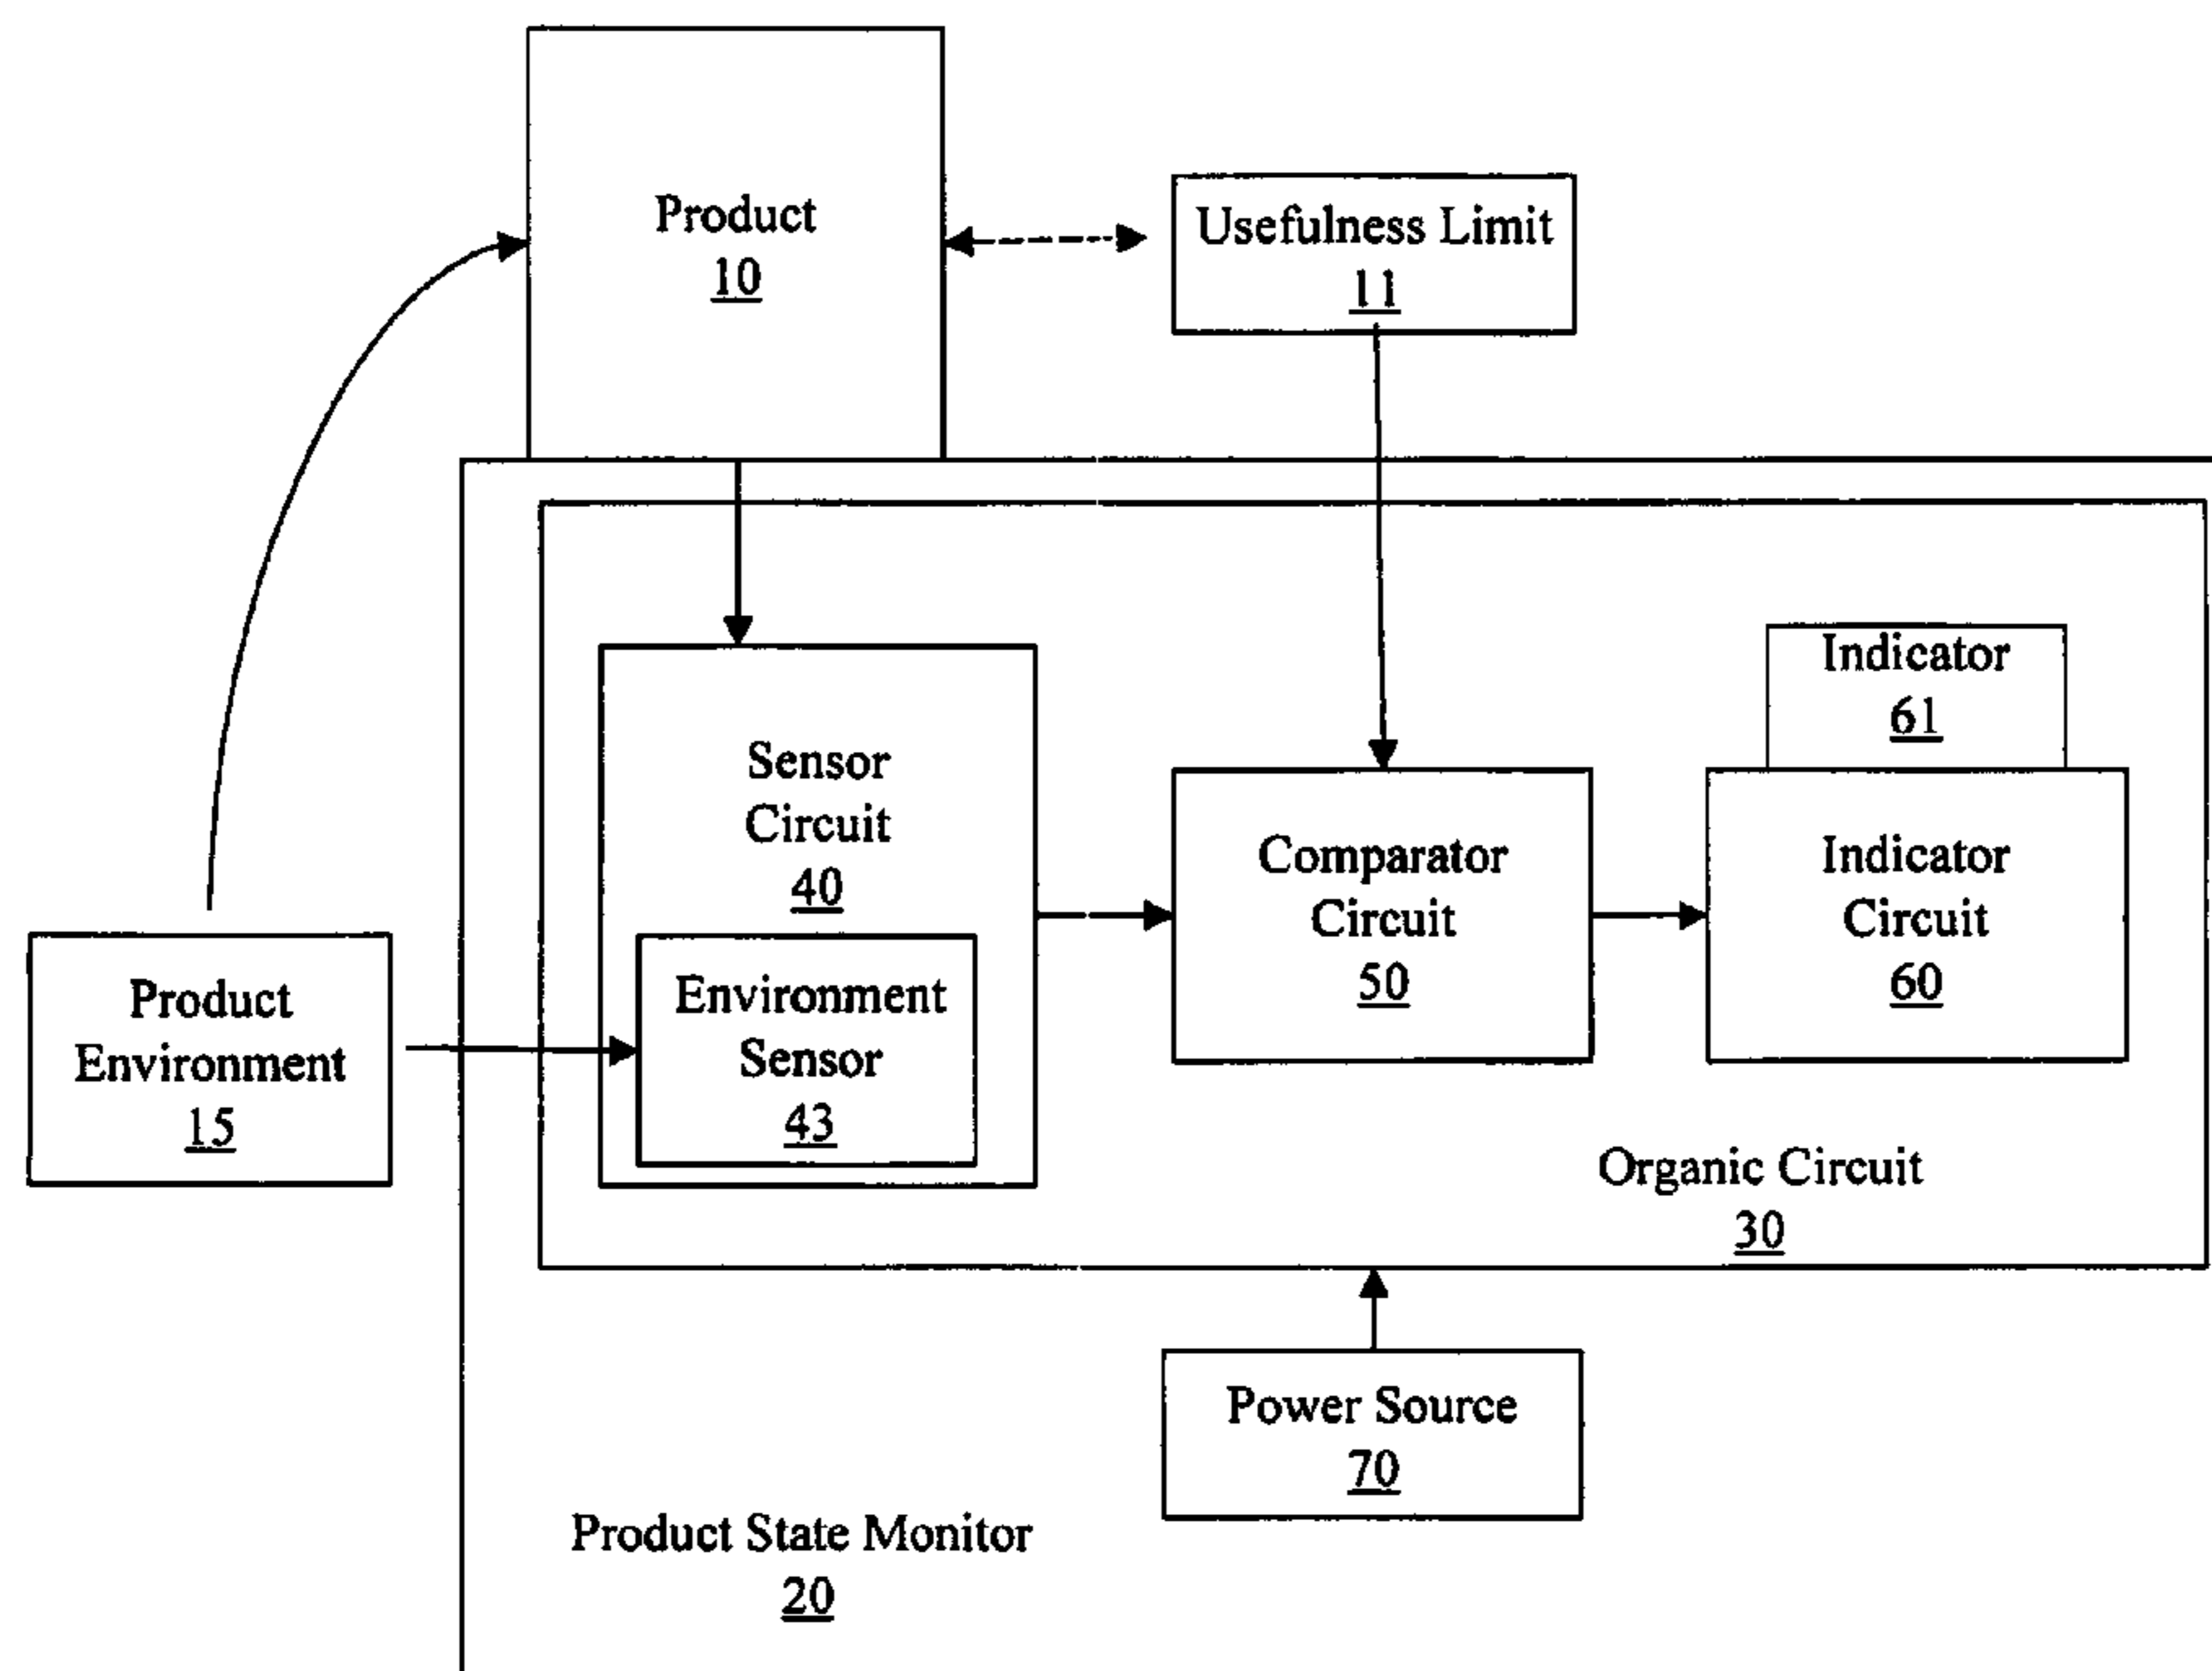 Product
10
Usefulness Limit
11
Indicator
61
Sensor
Circuit
40
Comparator
Circuit
50
Indicator
Circuit
60
Product
Environment
15
Environment
Sensor
43
Organic Circuit
30
Power Source
70
Product State Monitor
20